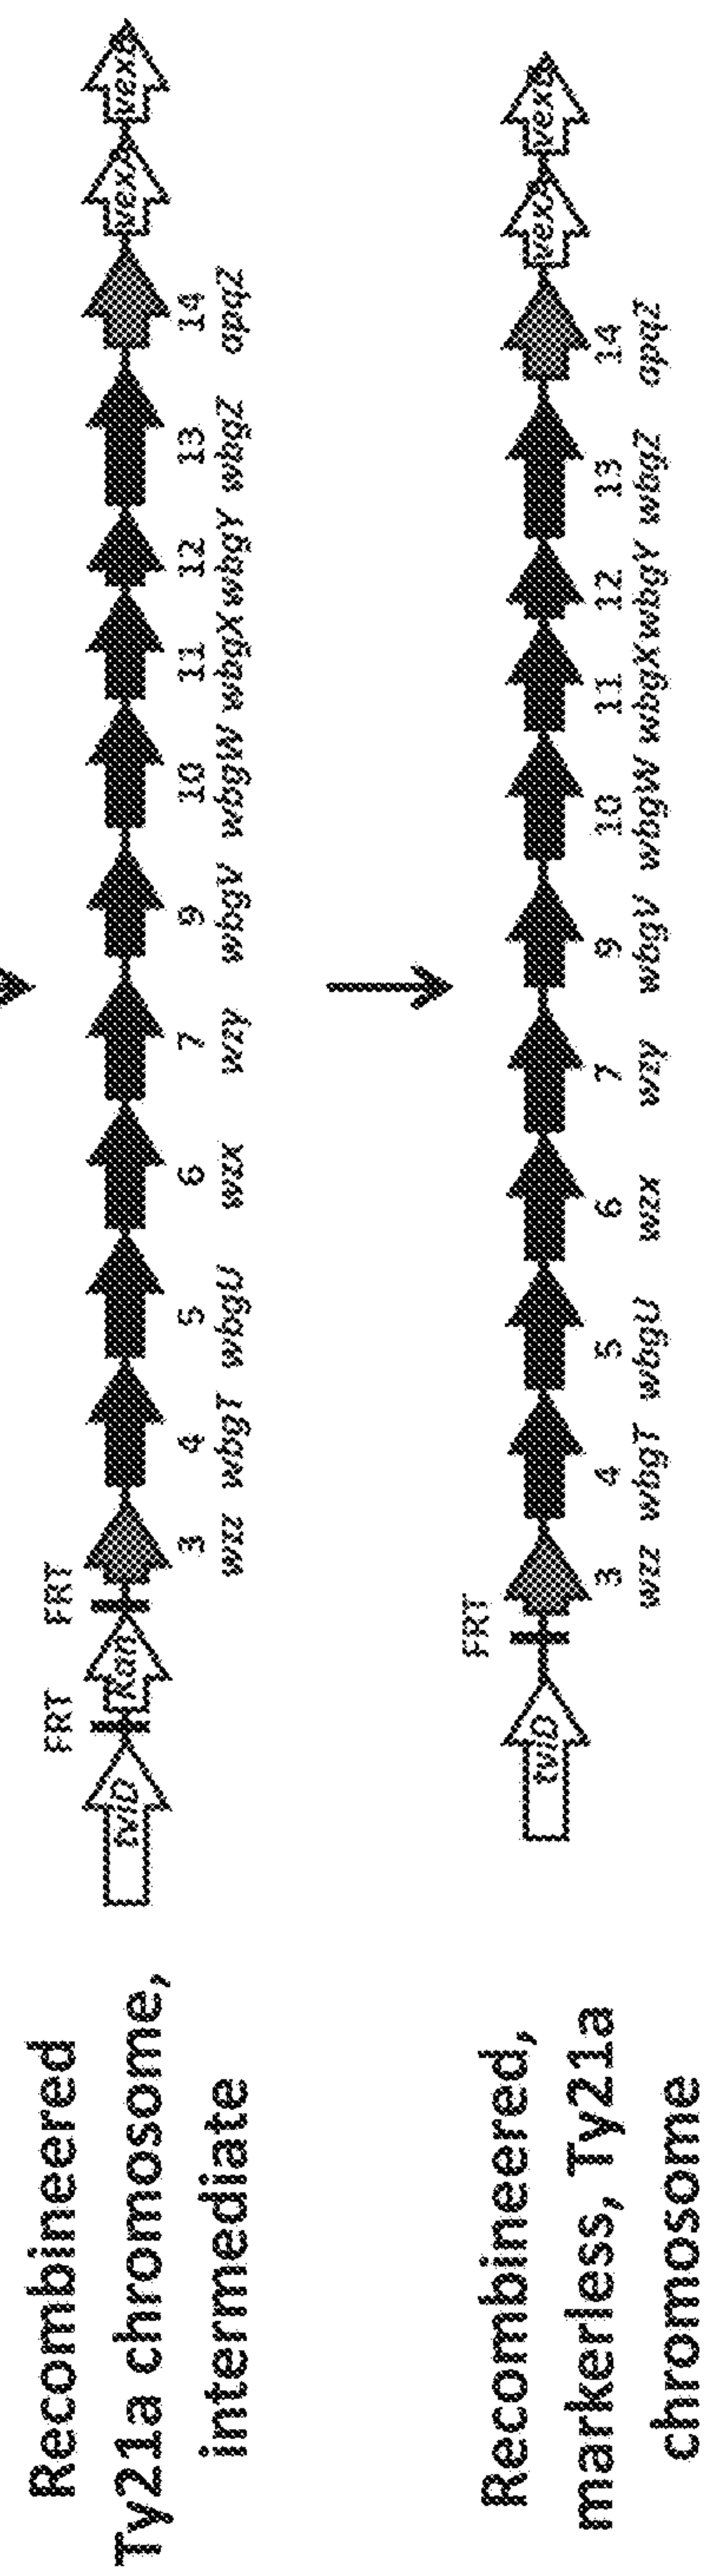 Recombineered
Ty21a chromosome,
intermediate
FRT FRT
tviD Kan vexA vexB
3 4 5 6 7 9 10 11 12 13 14
wzz wbgT wbgU wzx wzy wbgV wbgW wbgX wbgY wbgZ apqZ
Recombineered,
markerless, Ty21a
chromosome
FRT
tviD vexA vexB
3 4 5 6 7 9 10 11 12 13 14
wzz wbgT wbgU wzx wzy wbgV wbgW wbgX wbgY wbgZ apqZ